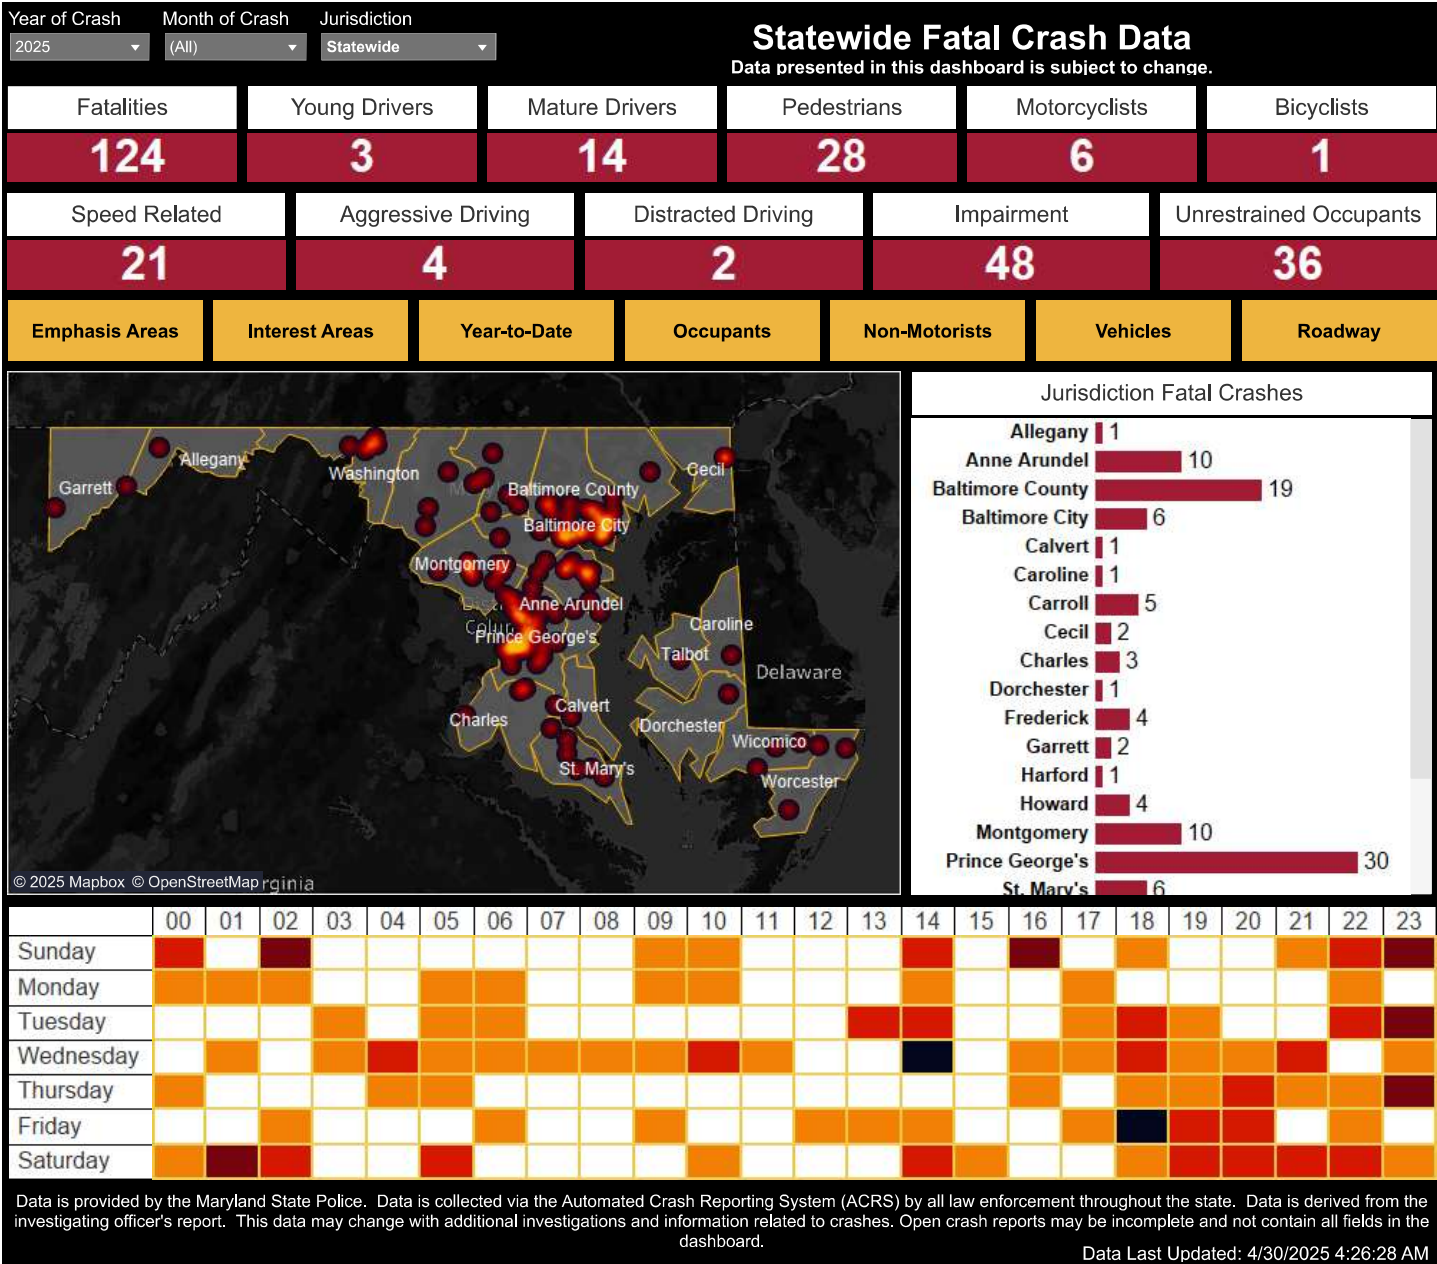 Year of Crash Month of Crash Jurisdiction
2025 (All) Statewide
Statewide Fatal Crash Data
Data presented in this dashboard is subject to change.
Fatalities Young Drivers Mature Drivers Pedestrians Motorcyclists Bicyclists
124 3 14 28 6 1
Speed Related Aggressive Driving Distracted Driving Impairment Unrestrained Occupants
21 4 2 48 36
Emphasis Areas Interest Areas Year-to-Date Occupants Non-Motorists Vehicles Roadway
Allegany
Washington
Garrett
Cecil
Baltimore County
Baltimore City
Montgomery
Anne Arundel
Prince George's
Caroline
Talbot
Delaware
Charles
Calvert
Dorchester
Wicomico
St. Mary's
Worcester
© 2025 Mapbox © OpenStreetMap rginia
Jurisdiction Fatal Crashes
Allegany 1
Anne Arundel 10
Baltimore County 19
Baltimore City 6
Calvert 1
Caroline 1
Carroll 5
Cecil 2
Charles 3
Dorchester 1
Frederick 4
Garrett 2
Harford 1
Howard 4
Montgomery 10
Prince George's 30
St. Mary's 6
00 01 02 03 04 05 06 07 08 09 10 11 12 13 14 15 16 17 18 19 20 21 22 23
Sunday
Monday
Tuesday
Wednesday
Thursday
Friday
Saturday
Data is provided by the Maryland State Police. Data is collected via the Automated Crash Reporting System (ACRS) by all law enforcement throughout the state. Data is derived from the
investigating officer's report. This data may change with additional investigations and information related to crashes. Open crash reports may be incomplete and not contain all fields in the
dashboard.
Data Last Updated: 4/30/2025 4:26:28 AM